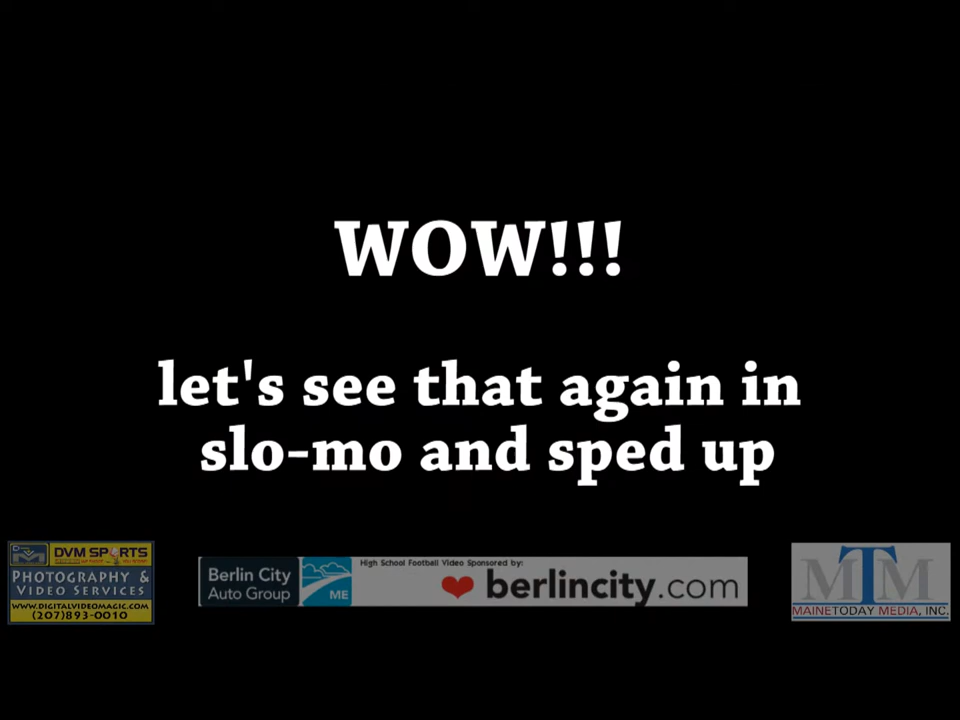 WOW!!!
let's see that again in
slo-mo and sped up
DVM SPORTS
PHOTOGRAPHY &
VIDEO SERVICES
WWW.DIGITALVIDEOMAGIC.COM
(207)893-0010
Berlin City
Auto Group
ME
High School Football Video Sponsored by:
berlincity.com
MTM
MAINETODAY MEDIA, INC.